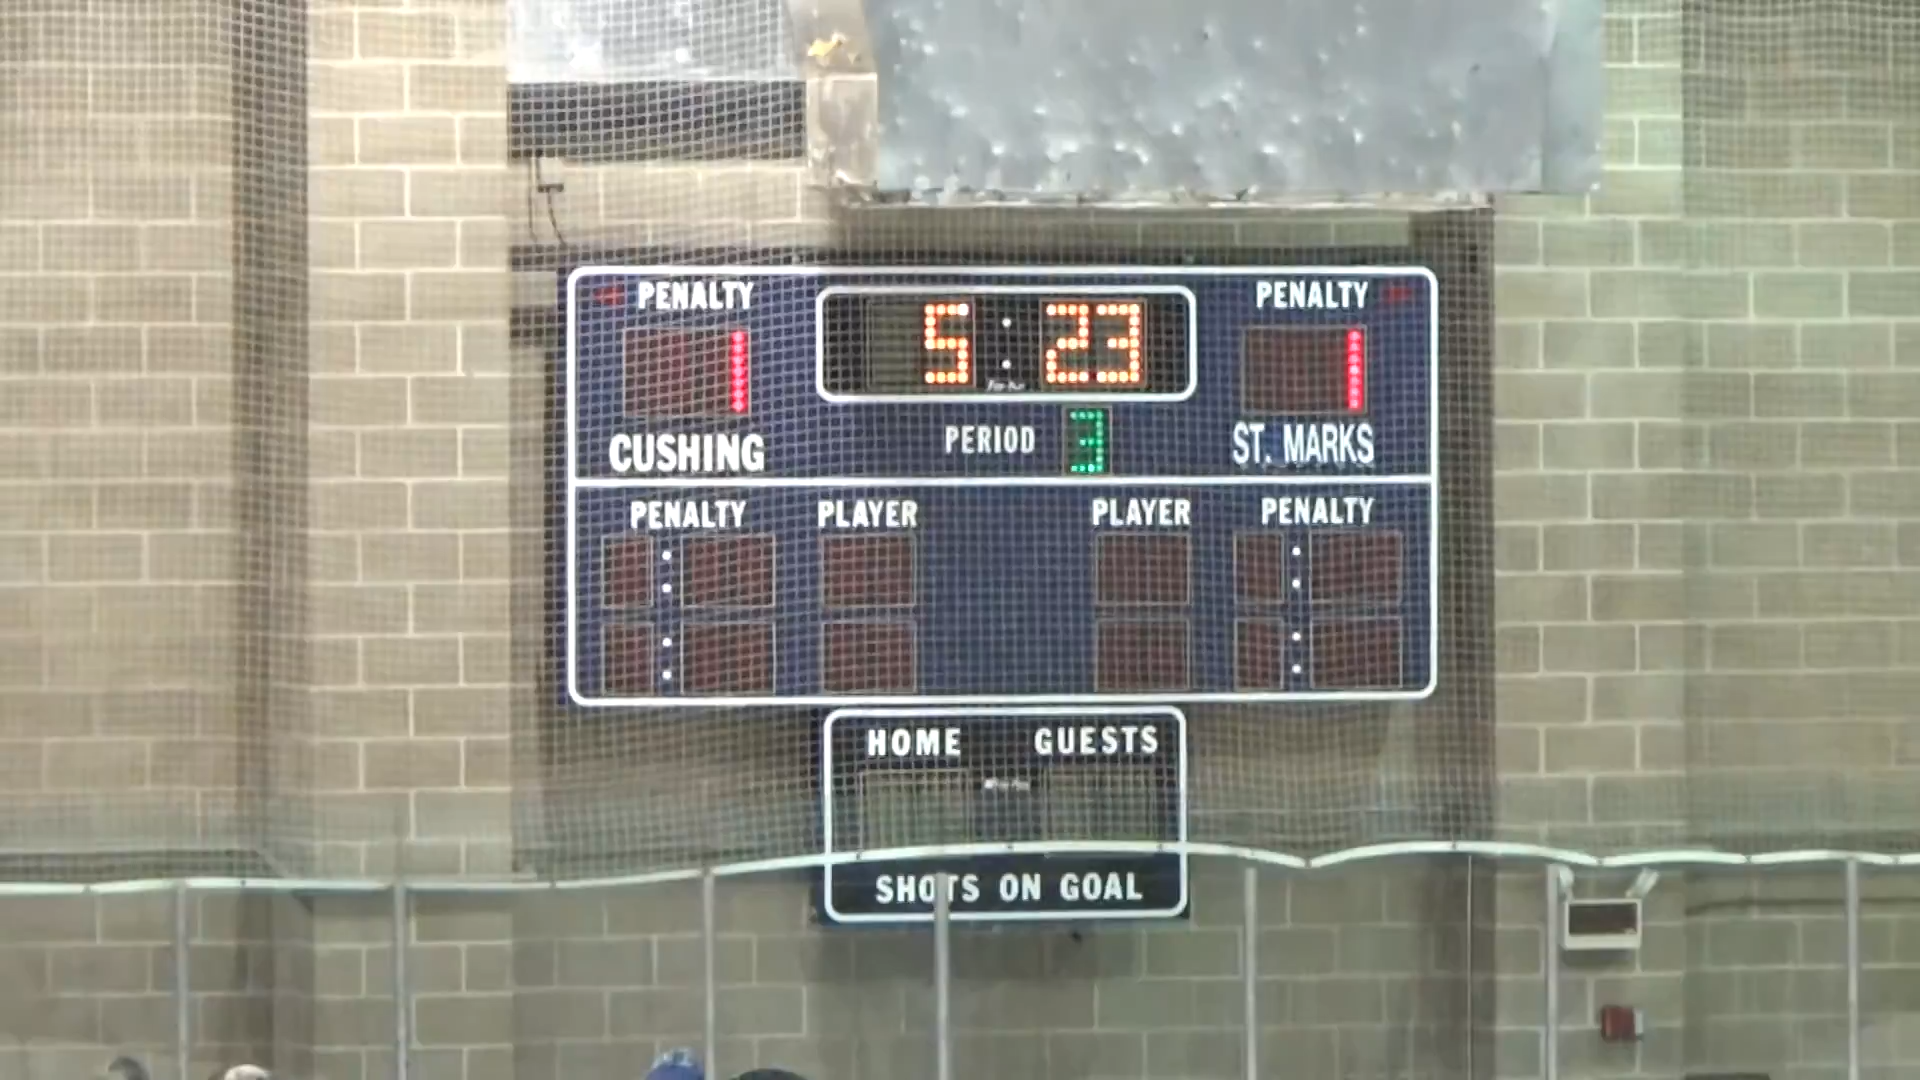 PENALTY 5:23 PENALTY
1 1
CUSHING PERIOD 3 ST. MARKS
PENALTY PLAYER PLAYER PENALTY
HOME GUESTS
SHOTS ON GOAL